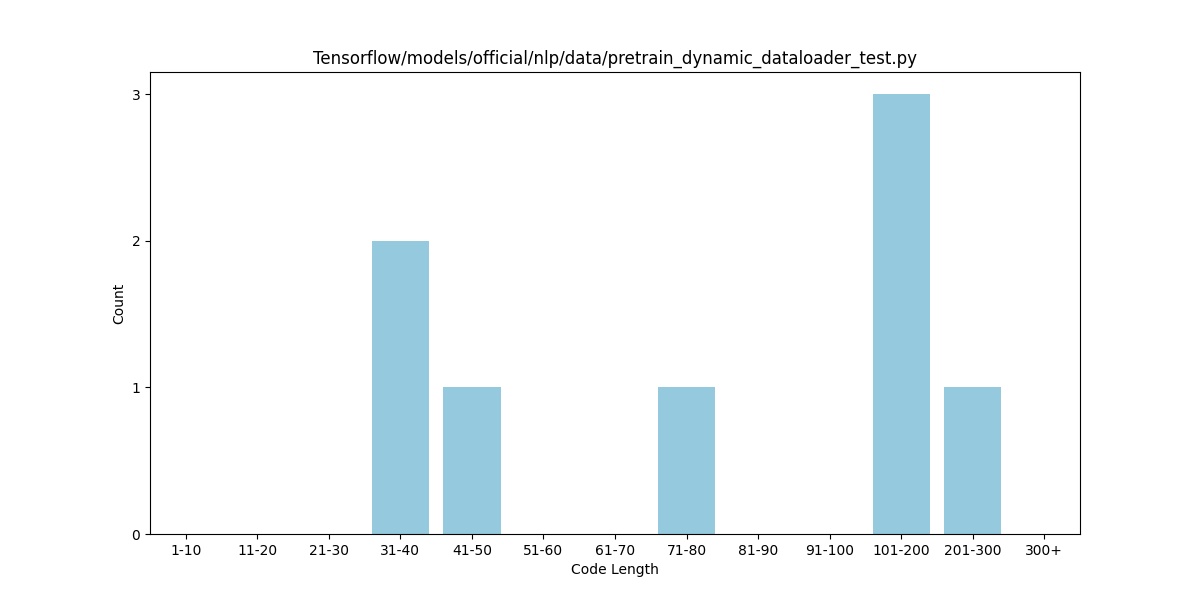 Tensorflow/models/official/nlp/data/pretrain_dynamic_dataloader_test.py
3
2
1
0
Count
1-10 11-20 21-30 31-40 41-50 51-60 61-70 71-80 81-90 91-100 101-200 201-300 300+
Code Length